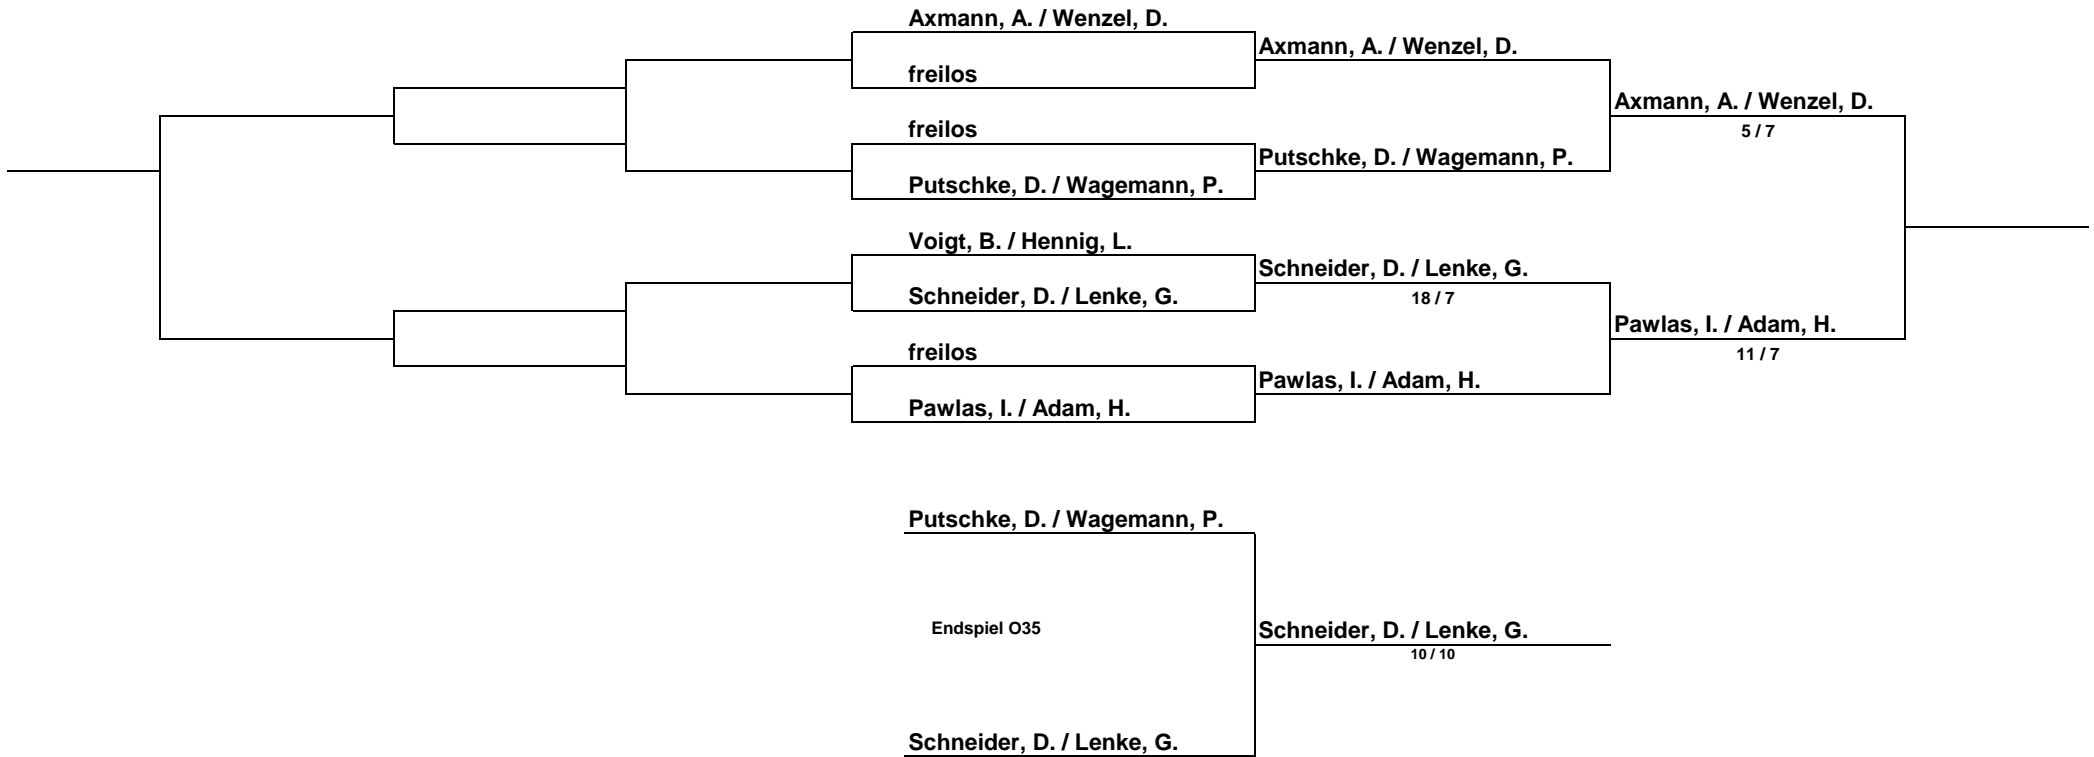 Axmann, A. / Wenzel, D.
Axmann, A. / Wenzel, D.
freilos
Axmann, A. / Wenzel, D.
5 / 7
freilos
Putschke, D. / Wagemann, P.
Putschke, D. / Wagemann, P.
Voigt, B. / Hennig, L.
Schneider, D. / Lenke, G.
Schneider, D. / Lenke, G.
18 / 7
Pawlas, I. / Adam, H.
11 / 7
freilos
Pawlas, I. / Adam, H.
Pawlas, I. / Adam, H.
Putschke, D. / Wagemann, P.
Endspiel O35
Schneider, D. / Lenke, G.
10 / 10
Schneider, D. / Lenke, G.